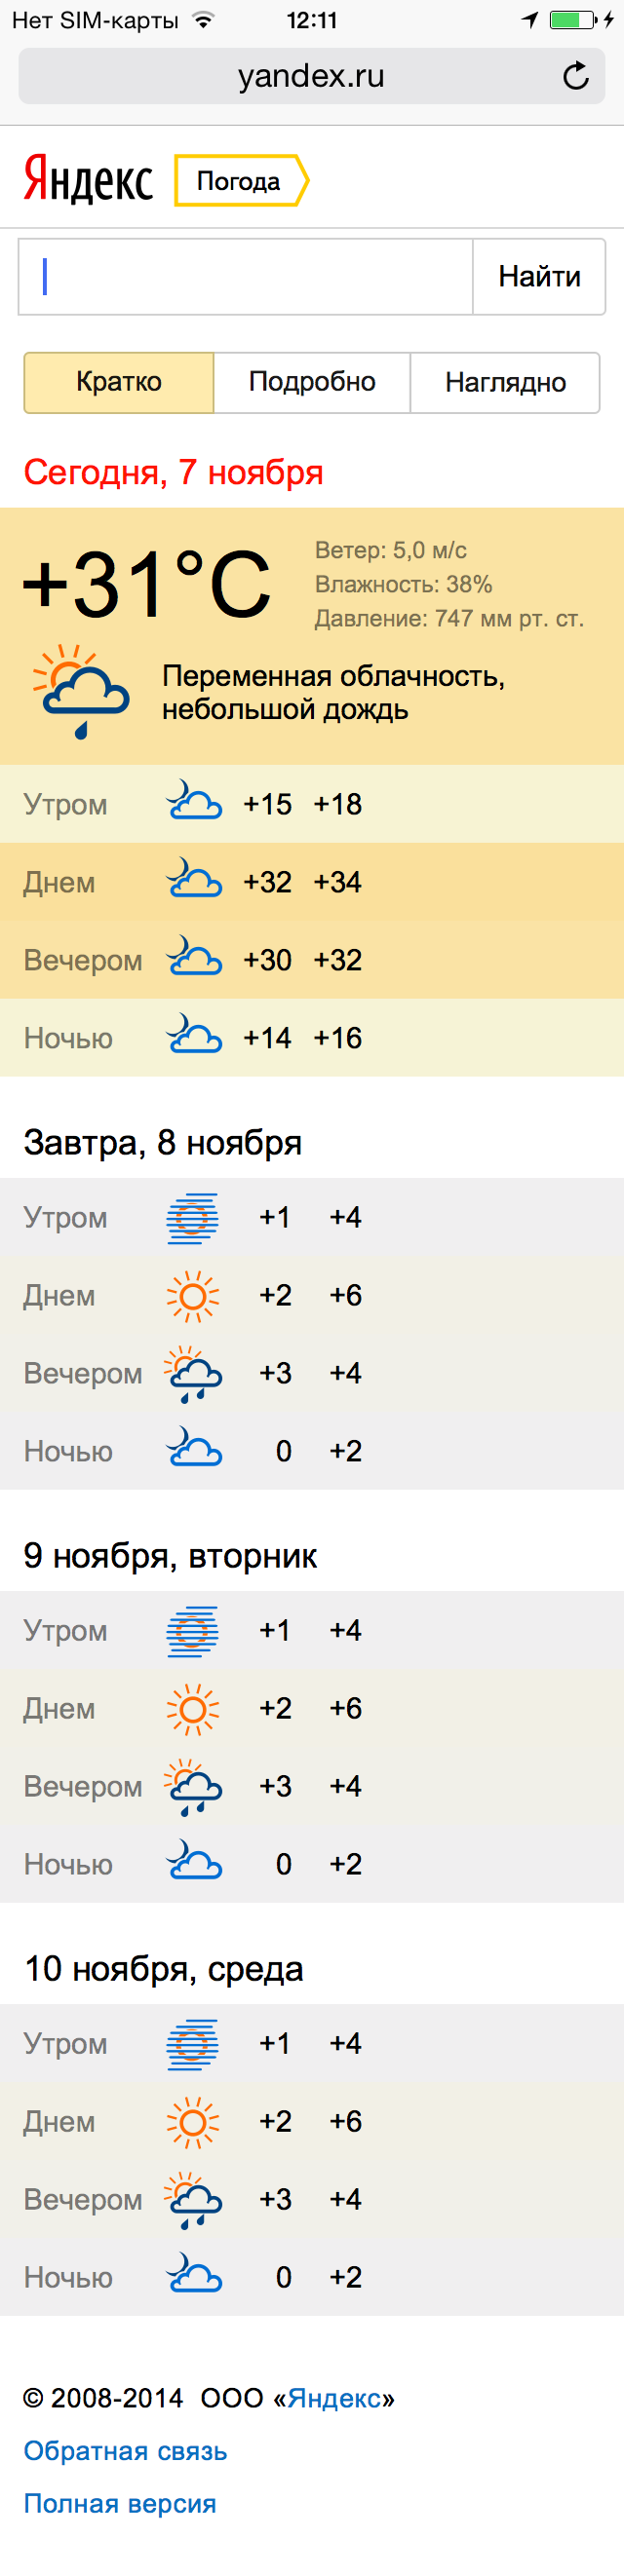 Нет SIM-карты 12:11
yandex.ru
Яндекс Погода
Найти
Кратко Подробно Наглядно
Сегодня, 7 ноября
+31°C
Ветер: 5,0 м/с
Влажность: 38%
Давление: 747 мм рт. ст.
Переменная облачность,
небольшой дождь
Утром +15 +18
Днем +32 +34
Вечером +30 +32
Ночью +14 +16
Завтра, 8 ноября
Утром +1 +4
Днем +2 +6
Вечером +3 +4
Ночью 0 +2
9 ноября, вторник
Утром +1 +4
Днем +2 +6
Вечером +3 +4
Ночью 0 +2
10 ноября, среда
Утром +1 +4
Днем +2 +6
Вечером +3 +4
Ночью 0 +2
© 2008-2014 ООО «Яндекс»
Обратная связь
Полная версия